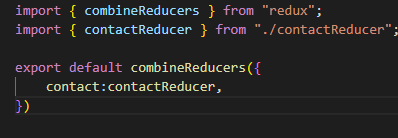 import { combineReducers } from "redux";
import { contactReducer } from "./contactReducer";
export default combineReducers({
contact:contactReducer,
})